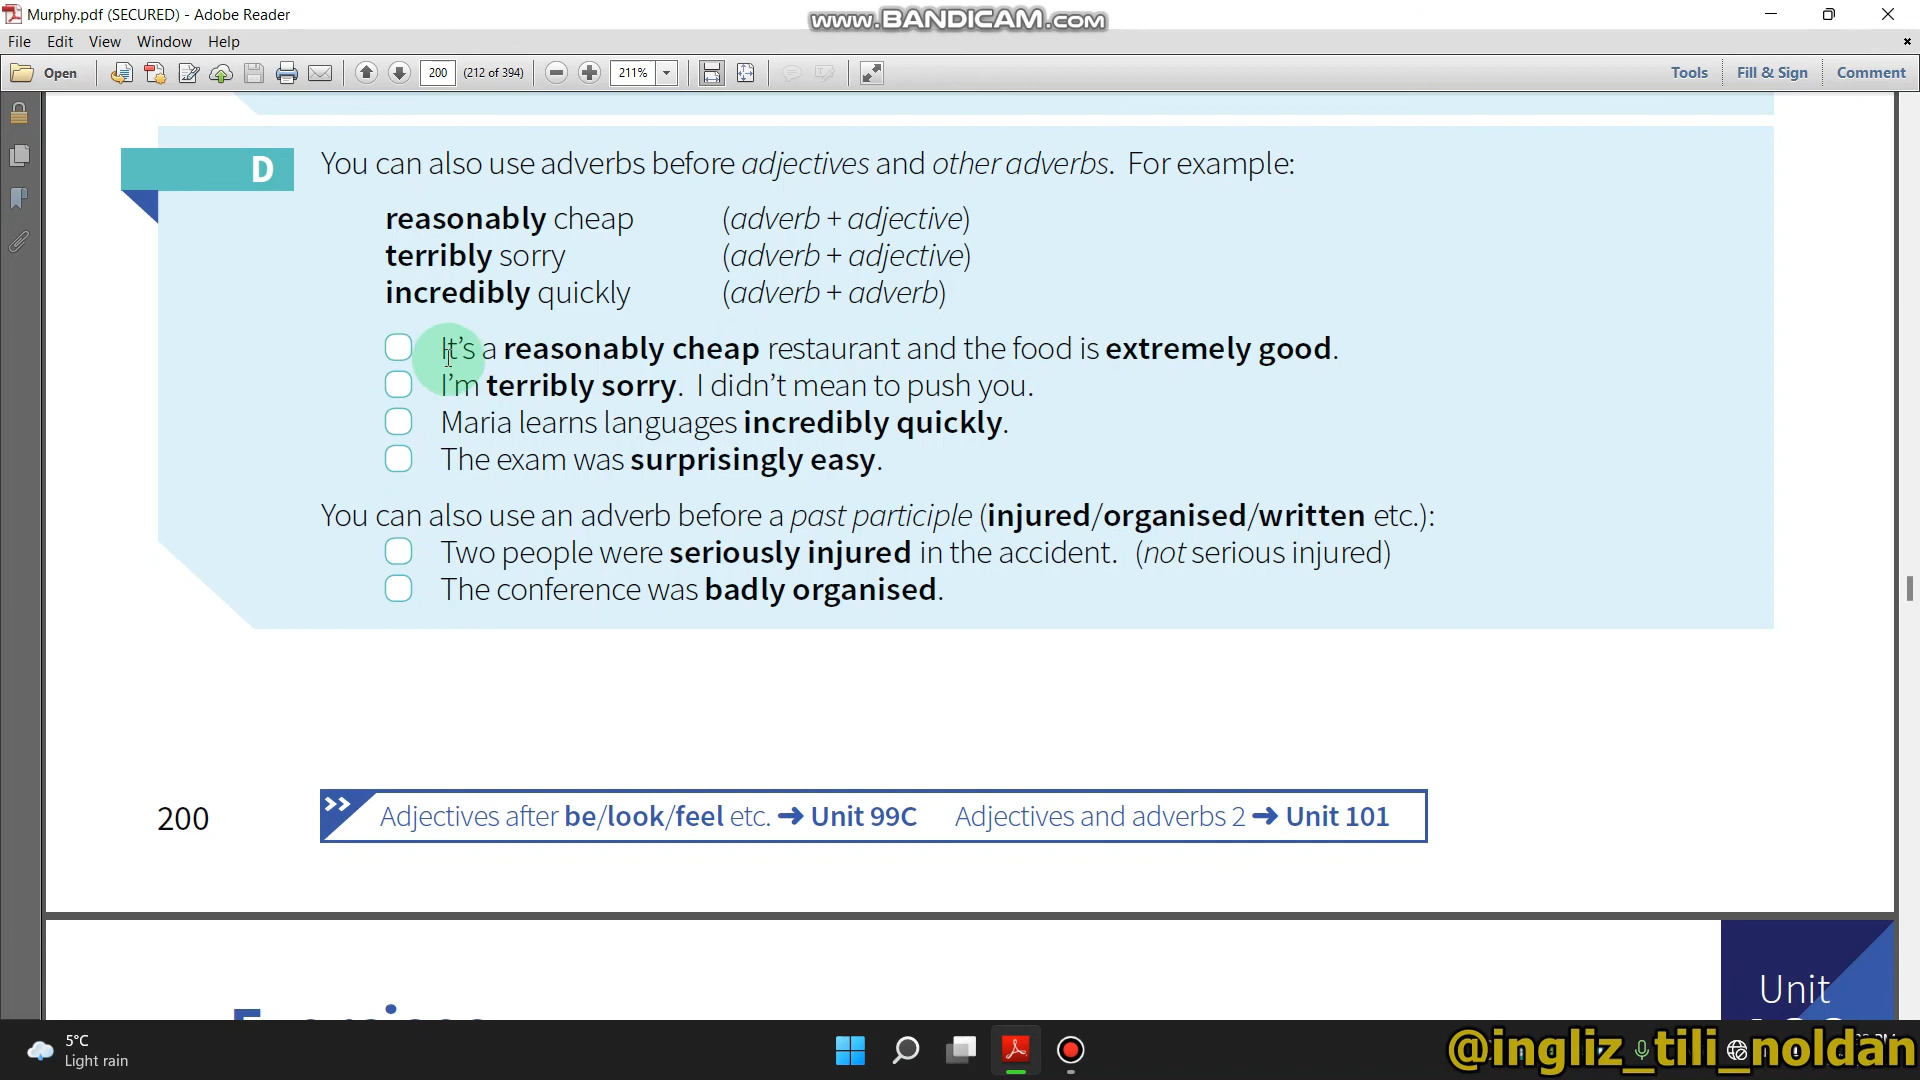 Murphy.pdf (SECURED) - Adobe Reader
www.BANDICAM.com
File Edit View Window Help
Open 200 (212 of 394) 211% Tools Fill & Sign Comment
D You can also use adverbs before adjectives and other adverbs. For example:
reasonably cheap (adverb + adjective)
terribly sorry (adverb + adjective)
incredibly quickly (adverb + adverb)
It's a reasonably cheap restaurant and the food is extremely good.
I'm terribly sorry. I didn't mean to push you.
Maria learns languages incredibly quickly.
The exam was surprisingly easy.
You can also use an adverb before a past participle (injured/organised/written etc.):
Two people were seriously injured in the accident. (not serious injured)
The conference was badly organised.
200 Adjectives after be/look/feel etc. ➜ Unit 99C Adjectives and adverbs 2 ➜ Unit 101
Unit
5°C
Light rain
@ingliz_tili_noldan